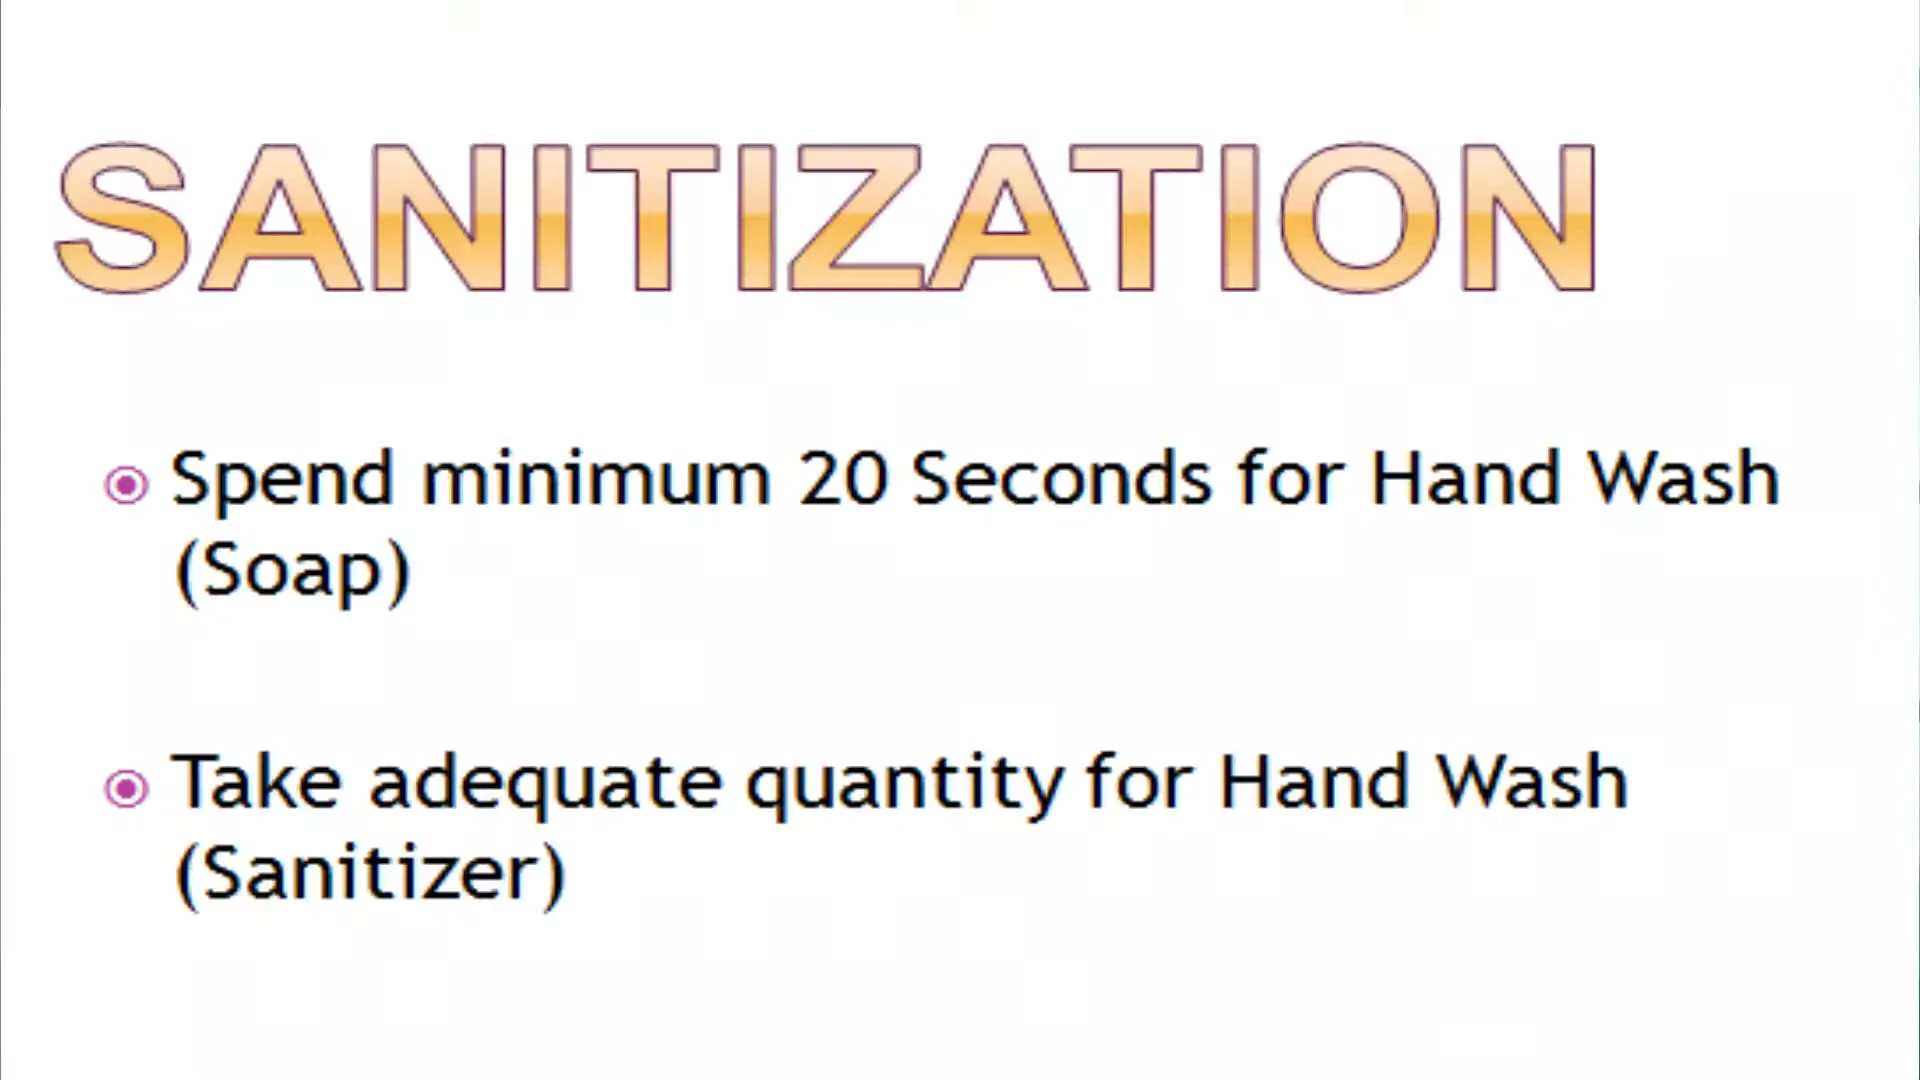 SANITIZATION
Spend minimum 20 Seconds for Hand Wash
(Soap)
Take adequate quantity for Hand Wash
(Sanitizer)